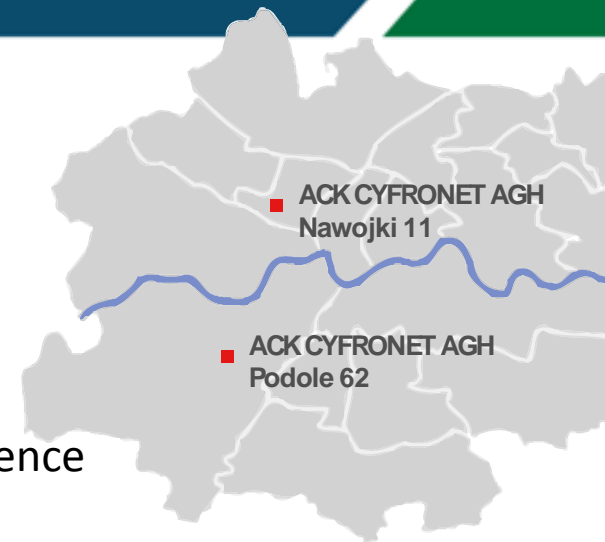 ACK CYFRONET AGH
Nawojki 11
ACK CYFRONET AGH
Podole 62
ence